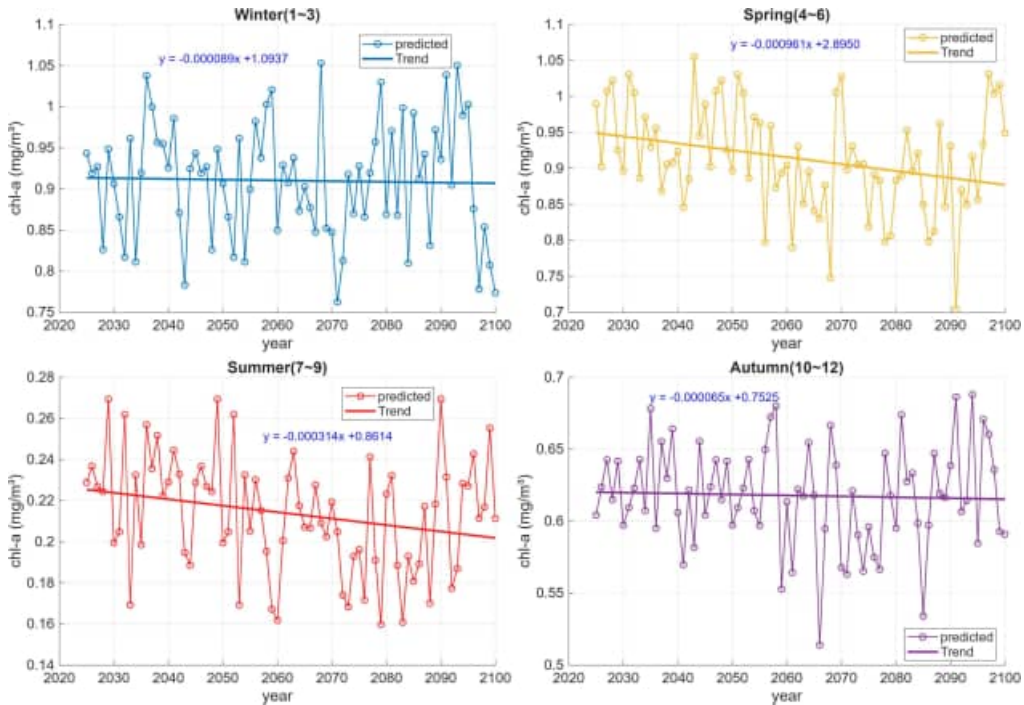 Winter(1~3)
1.1
1.05
1
0.95
0.9
0.85
0.8
0.75
chl-a (mg/m³)
y = -0.000089x +1.0937
predicted
Trend
2020 2030 2040 2050 2060 2070 2080 2090 2100
year
Spring(4~6)
1.1
1.05
1
0.95
0.9
0.85
0.8
0.75
0.7
chl-a (mg/m³)
y = -0.000961x +2.8950
predicted
Trend
2020 2030 2040 2050 2060 2070 2080 2090 2100
year
Summer(7~9)
0.28
0.26
0.24
0.22
0.2
0.18
0.16
0.14
chl-a (mg/m³)
predicted
Trend
y = -0.000314x +0.8614
2020 2030 2040 2050 2060 2070 2080 2090 2100
year
Autumn(10~12)
0.7
0.65
0.6
0.55
0.5
chl-a (mg/m³)
y = -0.000065x +0.7525
predicted
Trend
2020 2030 2040 2050 2060 2070 2080 2090 2100
year